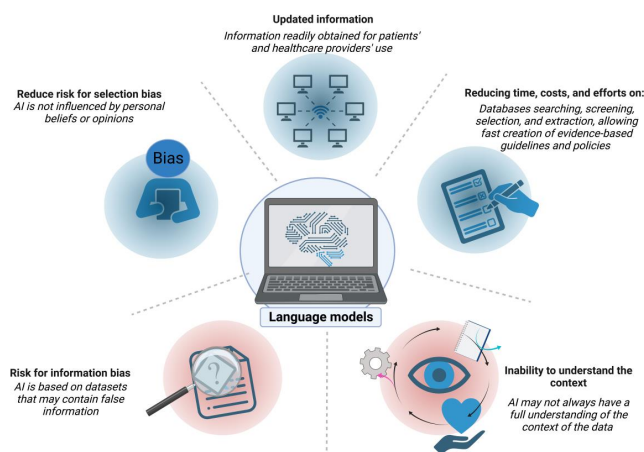 Updated information
Information readily obtained for patients'
and healthcare providers' use
Reduce risk for selection bias
AI is not influenced by personal
beliefs or opinions
Bias
Reducing time, costs, and efforts on:
Databases searching, screening,
selection, and extraction, allowing
fast creation of evidence-based
guidelines and policies
Language models
Risk for information bias
AI is based on datasets
that may contain false
information
?
Inability to understand the
context
AI may not always have a
full understanding of the
context of the data